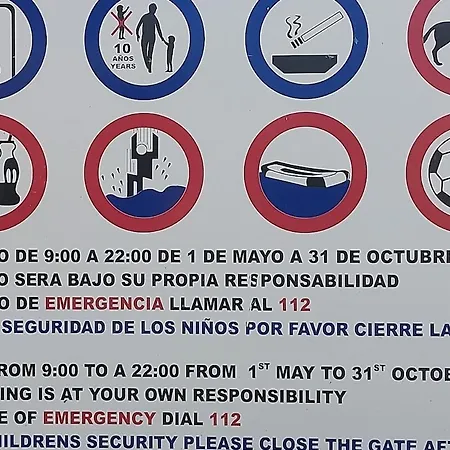 10
AÑOS
YEARS
O DE 9:00 A 22:00 DE 1 DE MAYO A 31 DE OCTUBRE
O SERA BAJO SU PROPIA RESPONSABILIDAD
O DE EMERGENCIA LLAMAR AL 112
SEGURIDAD DE LOS NIÑOS POR FAVOR CIERRE LA
ROM 9:00 TO A 22:00 FROM 1ST MAY TO 31ST OCTOB
ING IS AT YOUR OWN RESPONSIBILITY
E OF EMERGENCY DIAL 112
HILDRENS SECURITY PLEASE CLOSE THE GATE AFT